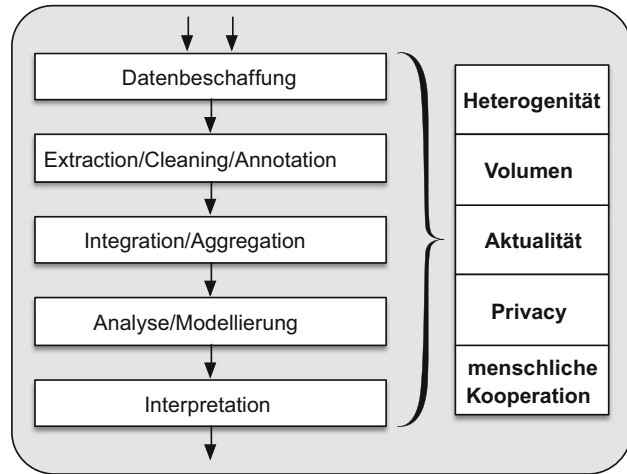 Datenbeschaffung
Extraction/Cleaning/Annotation
Integration/Aggregation
Analyse/Modellierung
Interpretation
Heterogenität
Volumen
Aktualität
Privacy
menschliche
Kooperation